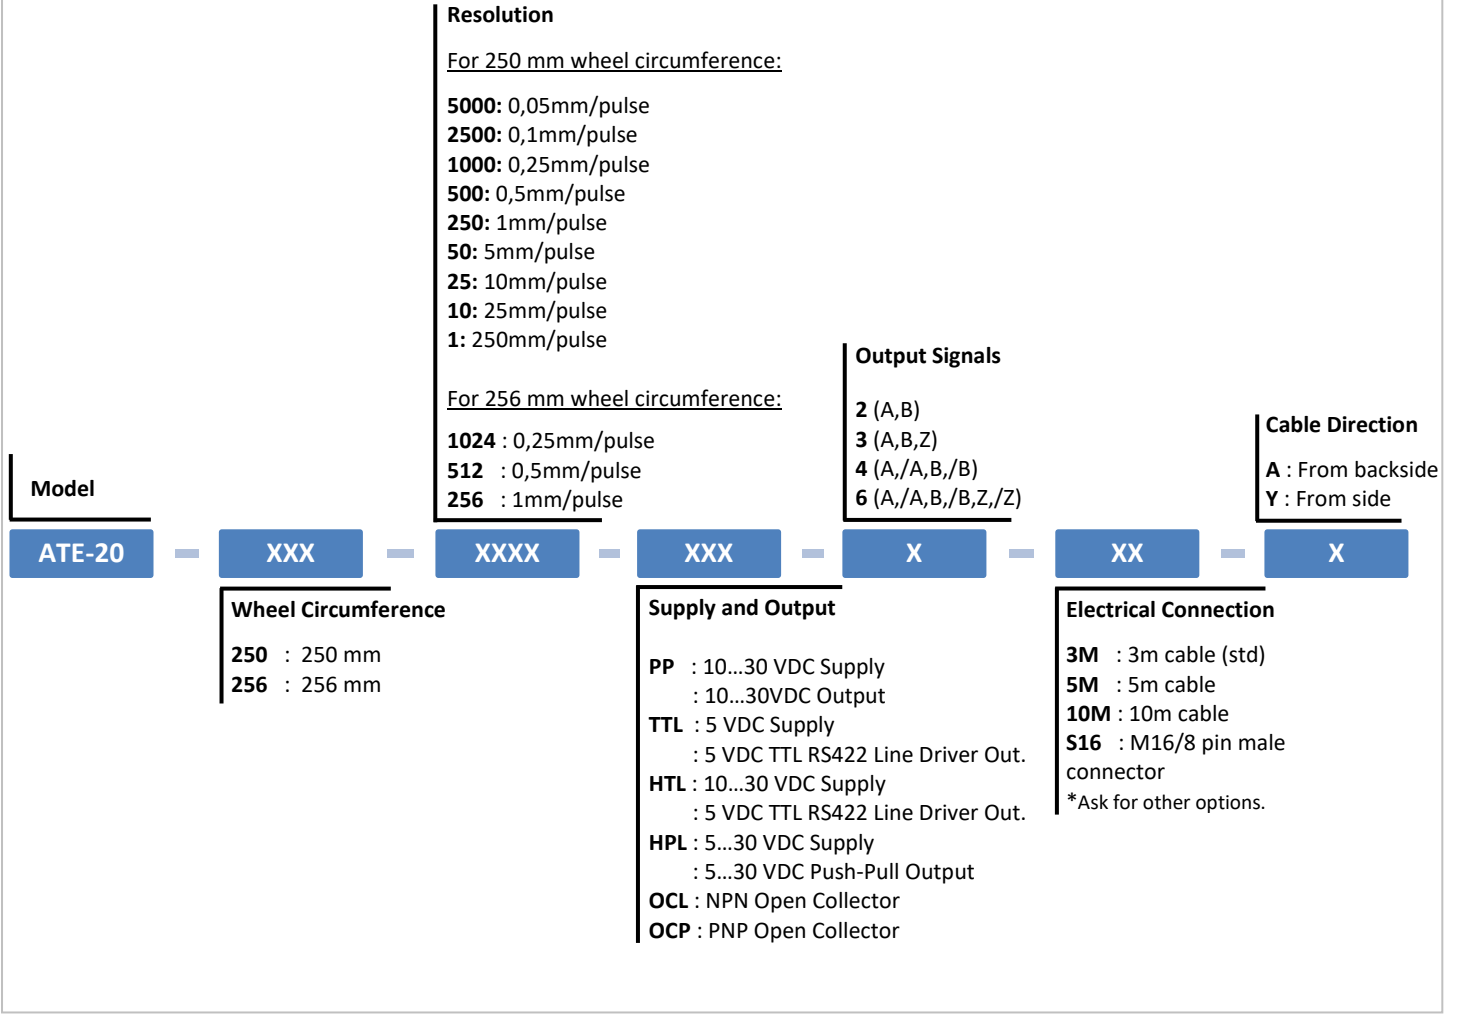 Resolution
For 250 mm wheel circumference:
5000: 0,05mm/pulse
2500: 0,1mm/pulse
1000: 0,25mm/pulse
500: 0,5mm/pulse
250: 1mm/pulse
50: 5mm/pulse
25: 10mm/pulse
10: 25mm/pulse
1: 250mm/pulse
For 256 mm wheel circumference:
1024 : 0,25mm/pulse
512 : 0,5mm/pulse
256 : 1mm/pulse
Output Signals
2 (A,B)
3 (A,B,Z)
4 (A,/A,B,/B)
6 (A,/A,B,/B,Z,/Z)
Cable Direction
A : From backside
Y : From side
Model
ATE-20 – XXX – XXXX – XXX – X – XX – X
Wheel Circumference
250 : 250 mm
256 : 256 mm
Supply and Output
PP : 10...30 VDC Supply
: 10...30VDC Output
TTL : 5 VDC Supply
: 5 VDC TTL RS422 Line Driver Out.
HTL : 10...30 VDC Supply
: 5 VDC TTL RS422 Line Driver Out.
HPL : 5...30 VDC Supply
: 5...30 VDC Push-Pull Output
OCL : NPN Open Collector
OCP : PNP Open Collector
Electrical Connection
3M : 3m cable (std)
5M : 5m cable
10M : 10m cable
S16 : M16/8 pin male
connector
*Ask for other options.